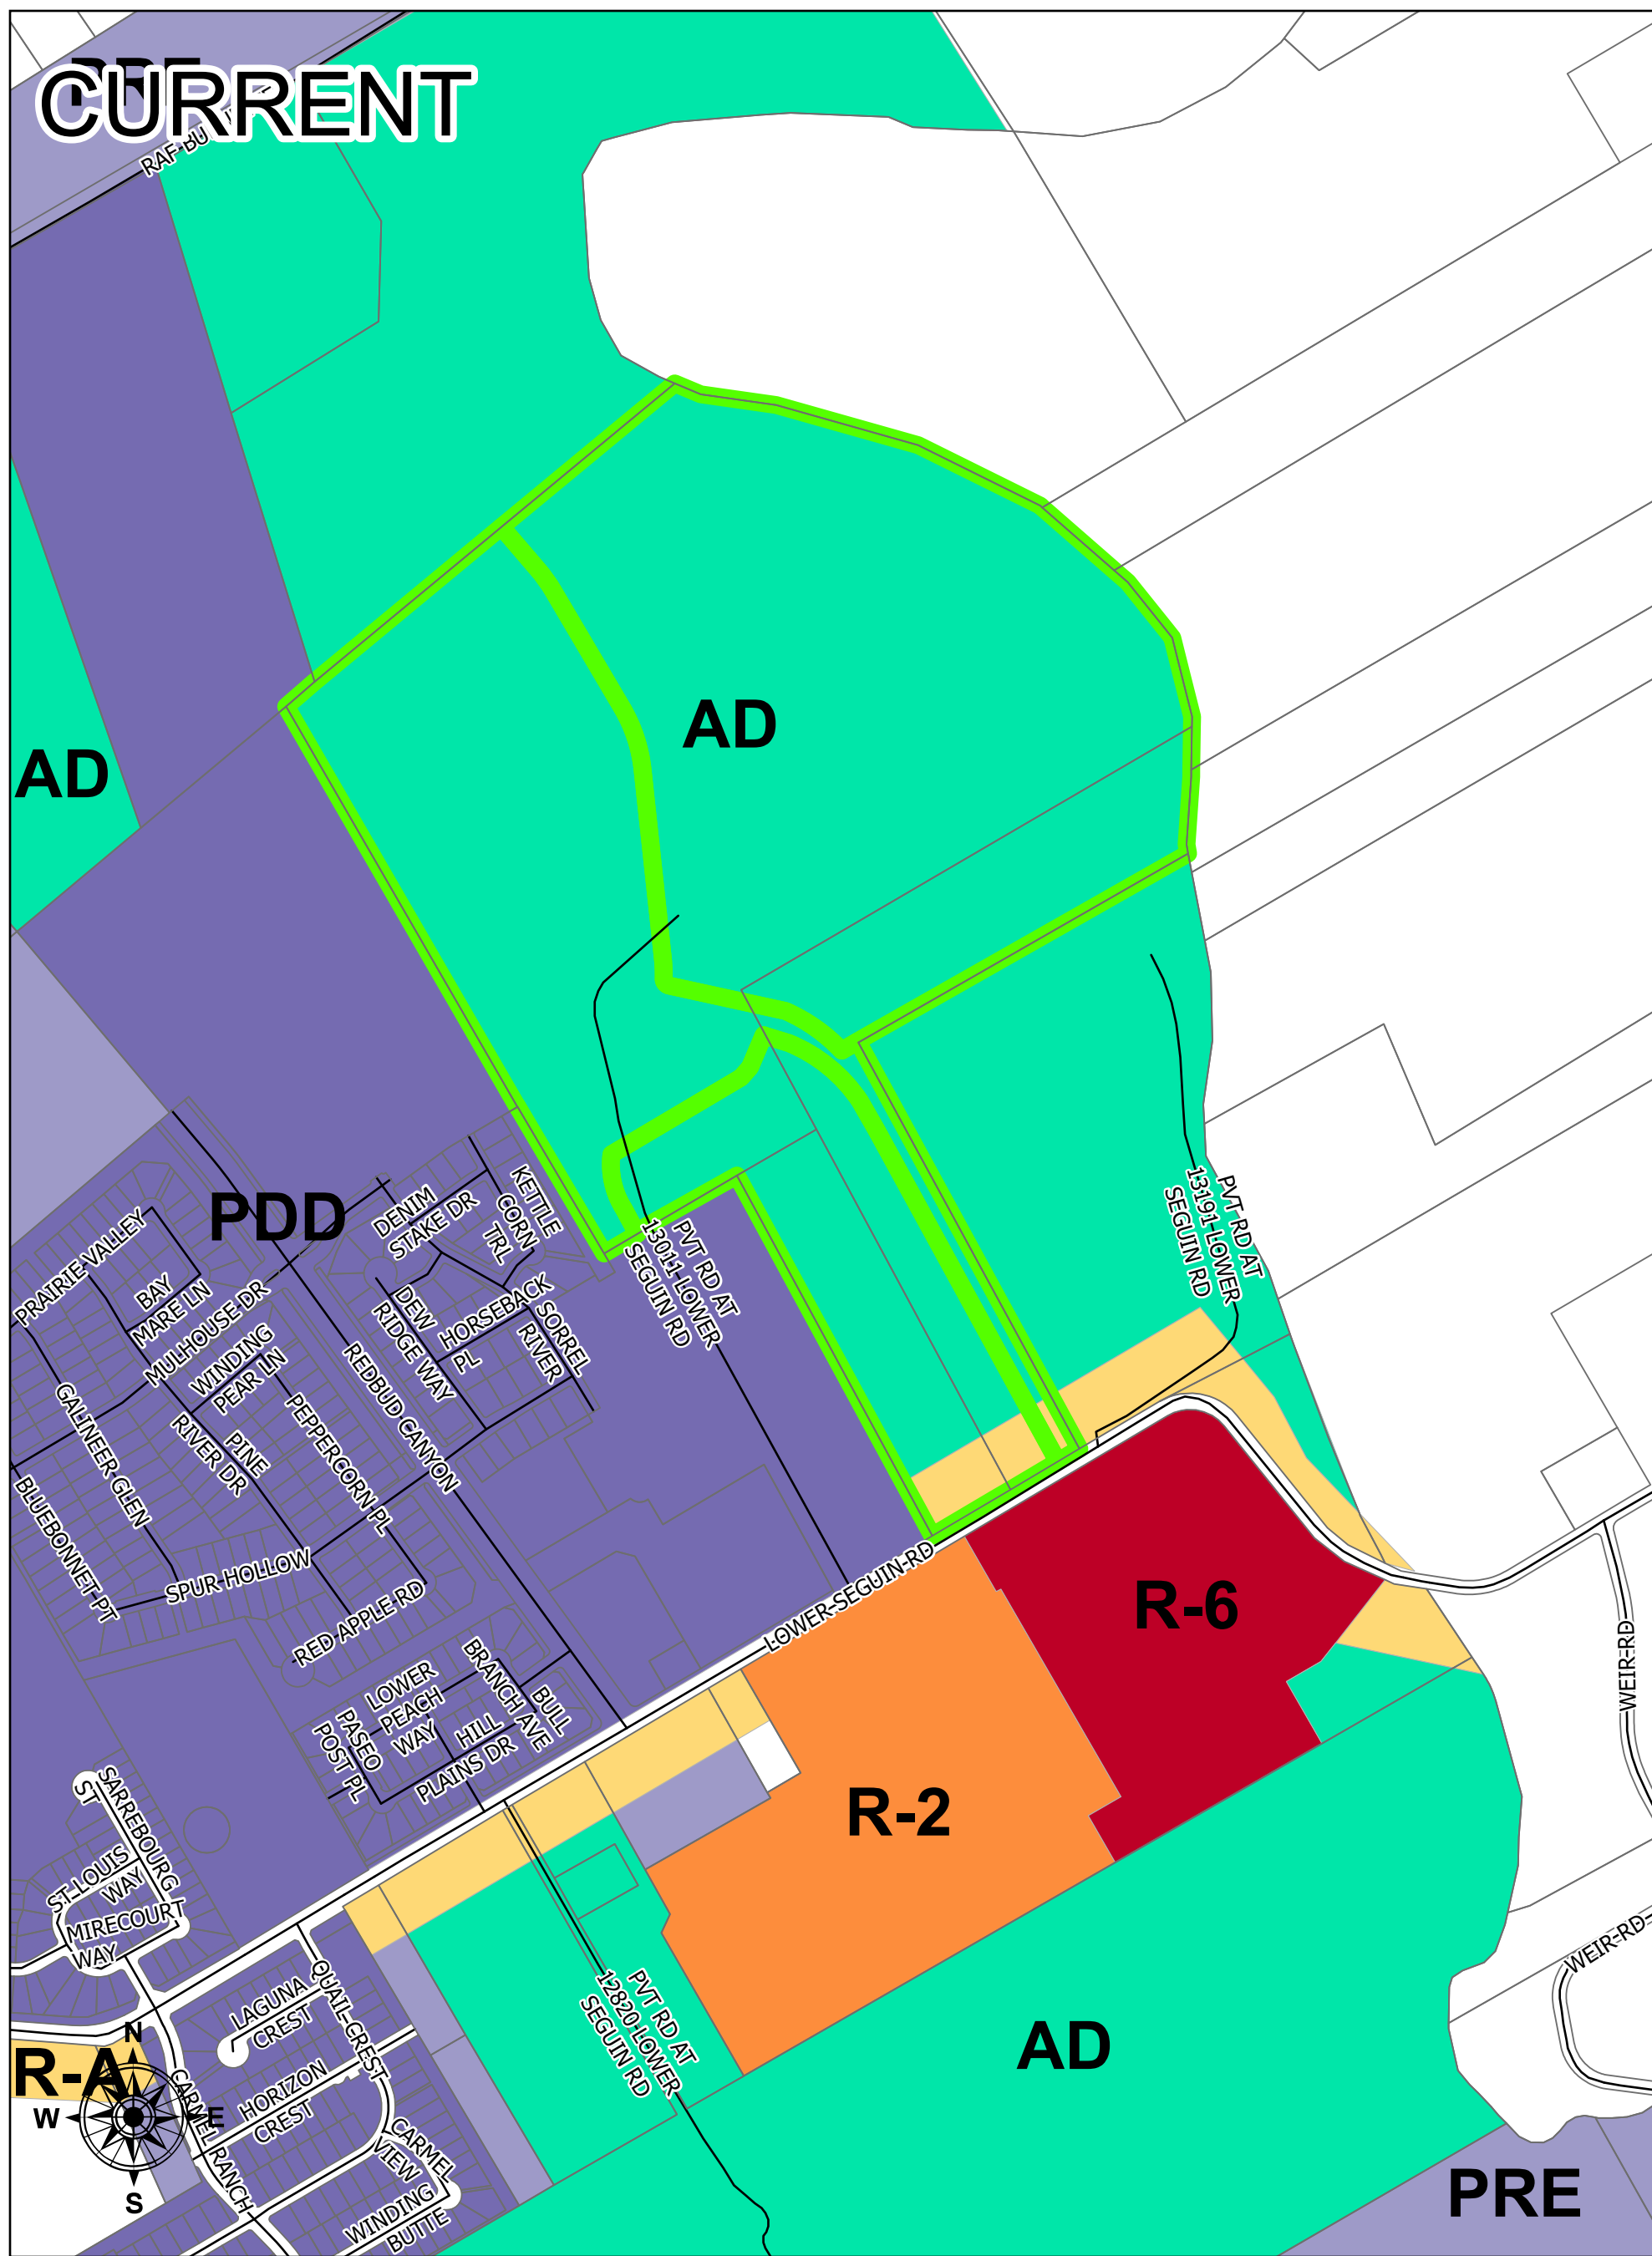 PRE
CURRENT
AD
AD
PDD
PRAIRIE-VALLEY
BAY
MARE LN
MULHOUSE-DR
WINDING
PEAR LN
GALINEER-GLEN
RIVER DR
PINE
PEPPERCORN-PL
REDBUD-CANYON
BLUEBONNET PT
SPUR HOLLOW
RED APPLE-RD
DENIM
STAKE DR
KETTLE
CORN
TRL
DEW
RIDGE WAY
HORSEBACK
PL
SORREL
RIVER
PVT RD AT
13011-LOWER
SEGUIN RD
PVT RD AT
13191-LOWER
SEGUIN RD
LOWER-SEGUIN-RD
LOWER
PEACH
WAY
PASEO
POST PL
HILL
PLAINS DR
BRANCH AVE
BULL
R-6
R-2
WEIR-RD
WEIR-RD
SARREBOURG
ST
ST-LOUIS
WAY
MIRECOURT
WAY
LAGUNA
CREST
QUAIL-CREST
HORIZON
CREST
CARMEL-RANCH
CARMEL
VIEW
WINDING
BUTTE
PVT RD AT
12820-LOWER
SEGUIN RD
AD
R-A
N
W
E
S
PRE